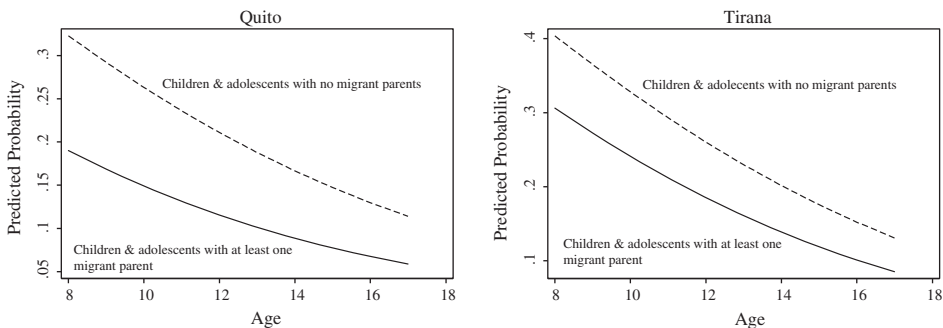 Quito
Predicted Probability
.3
.25
.2
.15
.1
.05
Children & adolescents with no migrant parents
Children & adolescents with at least one
migrant parent
8 10 12 14 16 18
Age
Tirana
Predicted Probability
.4
.3
.2
.1
Children & adolecents with no migrant parents
Children & adolescents with at least one
migrant parent
8 10 12 14 16 18
Age